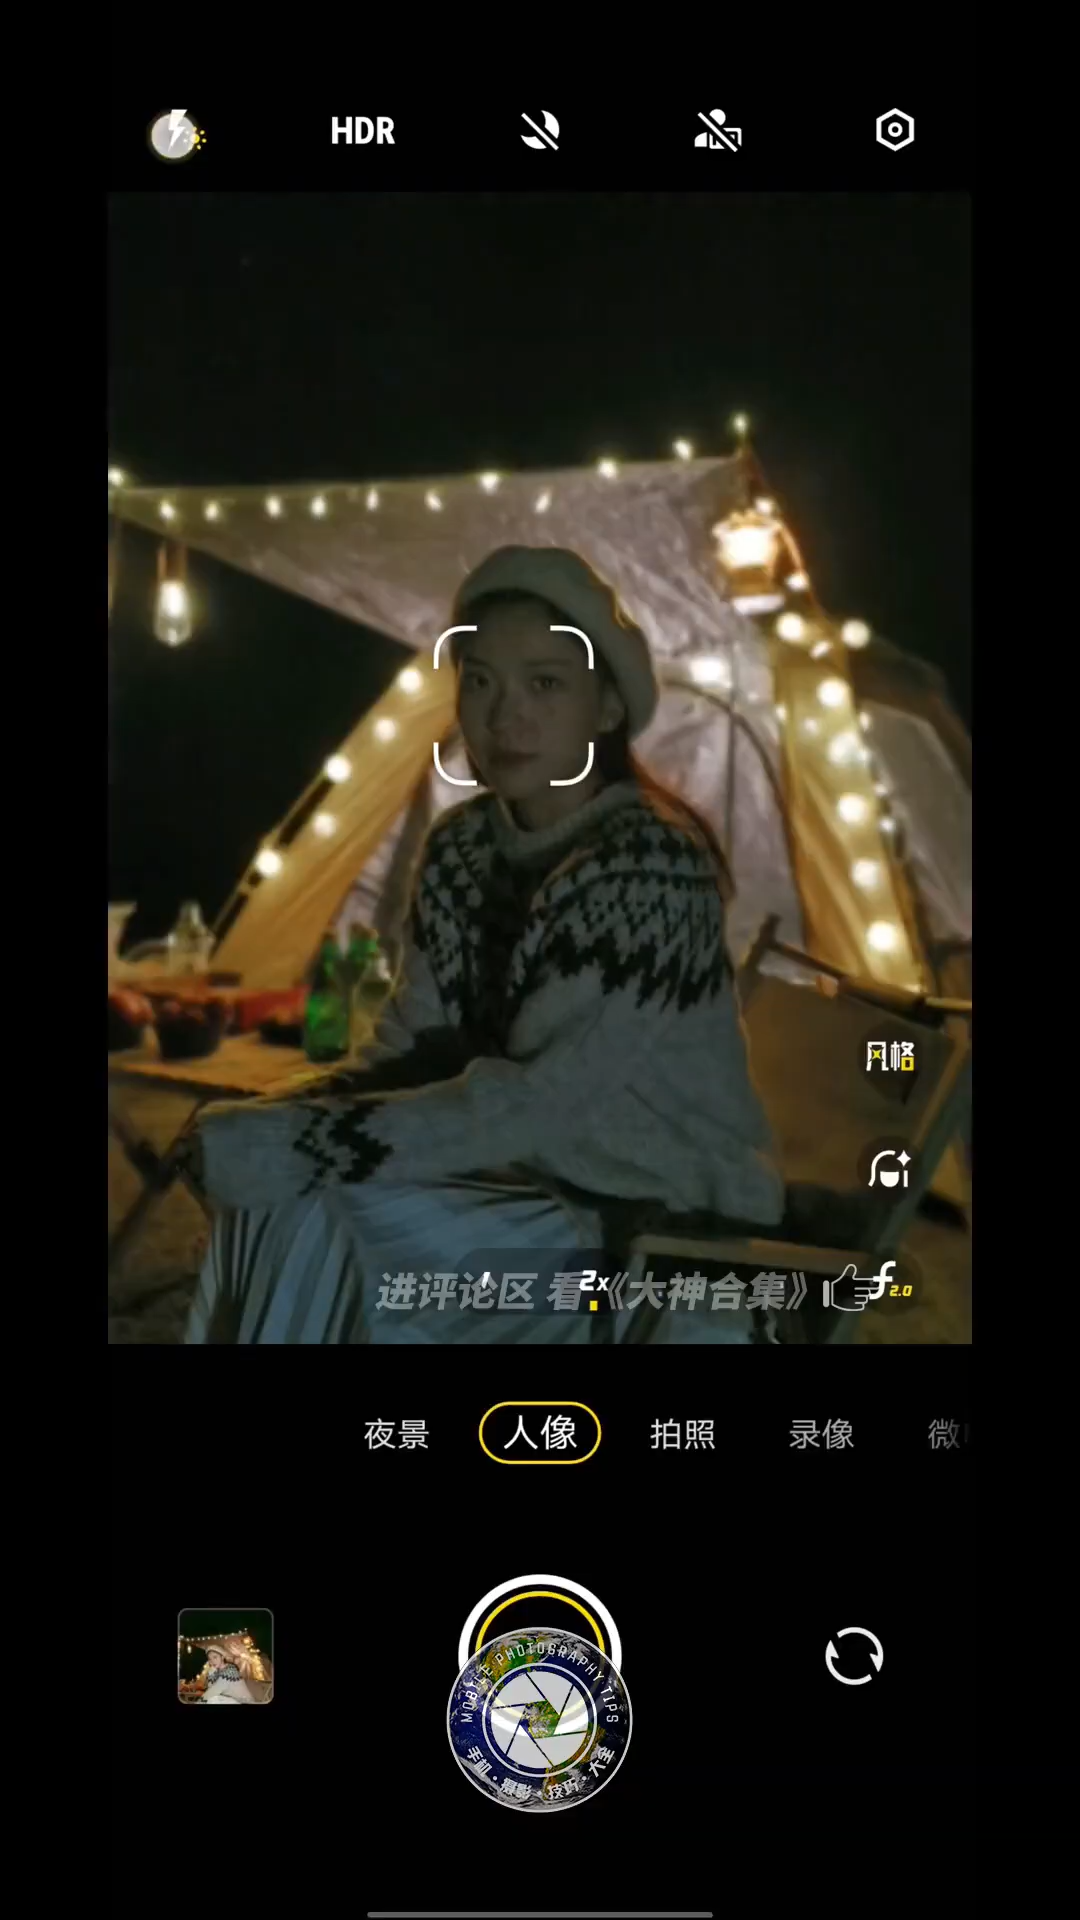 HDR
风格
2x
进评论区 看《大神合集》
f2.0
夜景 人像 拍照 录像 微
MOBILE PHOTOGRAPHY TIPS
手机·摄影·技巧·大全